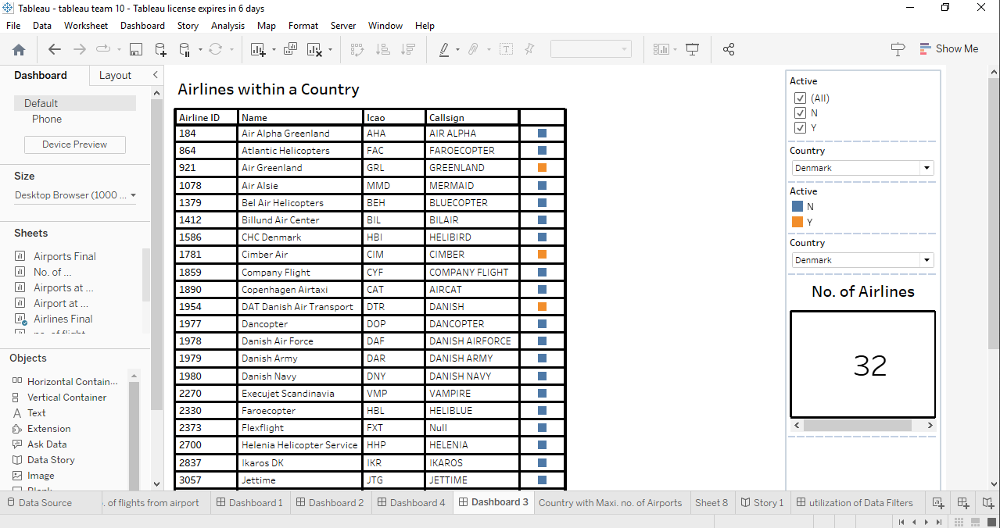 Tableau - tableau team 10 - Tableau license expires in 6 days
File Data Worksheet Dashboard Story Analysis Map Format Server Window Help
Show Me
Dashboard Layout
Default
Phone
Device Preview
Size
Desktop Browser (1000 ...
Sheets
Airports Final
No. of ...
Airports at ...
Airport at ...
Airlines Final
no. of flight
Objects
Horizontal Contain...
Vertical Container
Text
Extension
Ask Data
Data Story
Image
Blank
Airlines within a Country
Airline ID Name Icao Callsign
184 Air Alpha Greenland AHA AIR ALPHA
864 Atlantic Helicopters FAC FAROECOPTER
921 Air Greenland GRL GREENLAND
1078 Air Alsie MMD MERMAID
1379 Bel Air Helicopters BEH BLUECOPTER
1412 Billund Air Center BIL BILAIR
1586 CHC Denmark HBI HELIBIRD
1781 Cimber Air CIM CIMBER
1859 Company Flight CYF COMPANY FLIGHT
1890 Copenhagen Airtaxi CAT AIRCAT
1954 DAT Danish Air Transport DTR DANISH
1977 Dancopter DOP DANCOPTER
1978 Danish Air Force DAF DANISH AIRFORCE
1979 Danish Army DAR DANISH ARMY
1980 Danish Navy DNY DANISH NAVY
2270 Execujet Scandinavia VMP VAMPIRE
2330 Faroecopter HBL HELIBLUE
2373 Flexflight FXT Null
2700 Helenia Helicopter Service HHP HELENIA
2837 Ikaros DK IKR IKAROS
3057 Jettime JTG JETTIME
Active
(All)
N
Y
Country
Denmark
Active
N
Y
Country
Denmark
No. of Airlines
32
Data Source . of flights from airport Dashboard 1 Dashboard 2 Dashboard 4 Dashboard 3 Country with Maxi. no. of Airports Sheet 8 Story 1 utilization of Data Filters